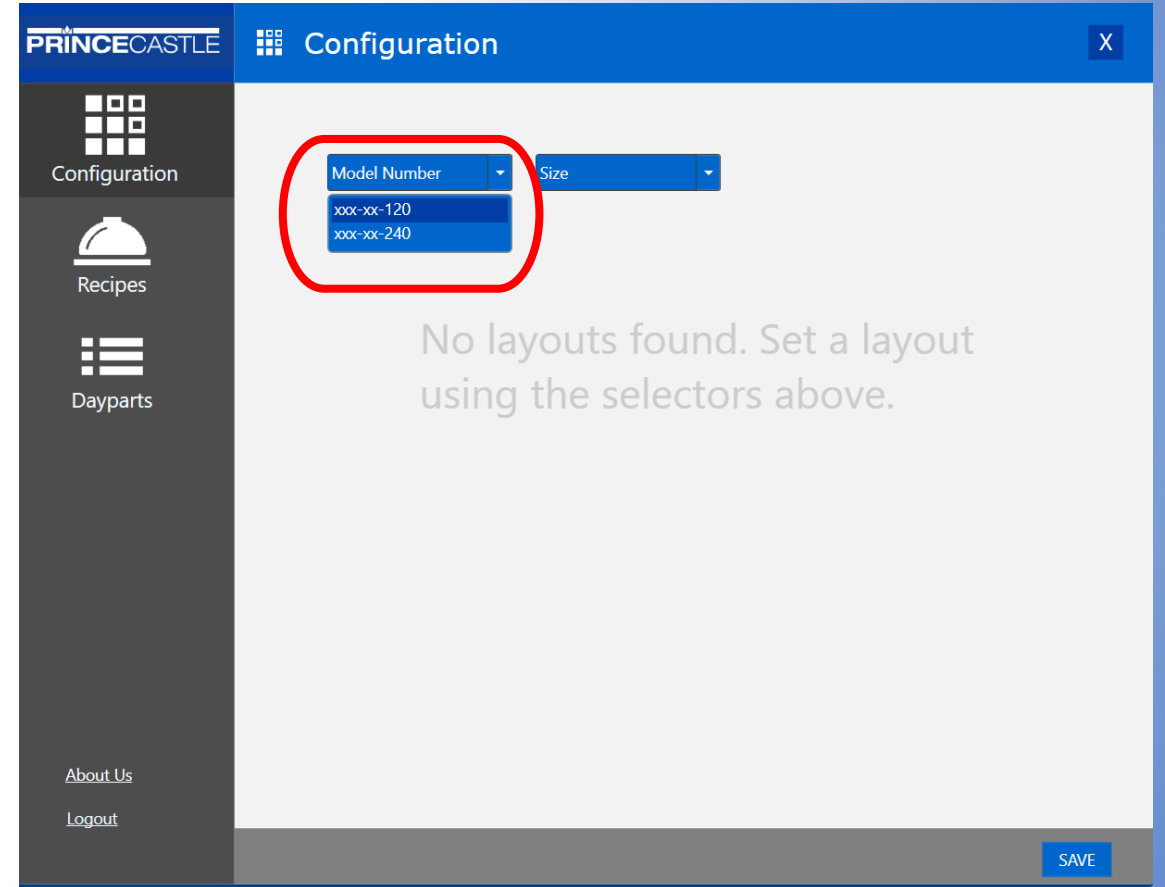 PRINCECASTLE
Configuration
X
Configuration
Recipes
Dayparts
About Us
Logout
Model Number
Size
xxx-xx-120
xxx-xx-240
No layouts found. Set a layout
using the selectors above.
SAVE